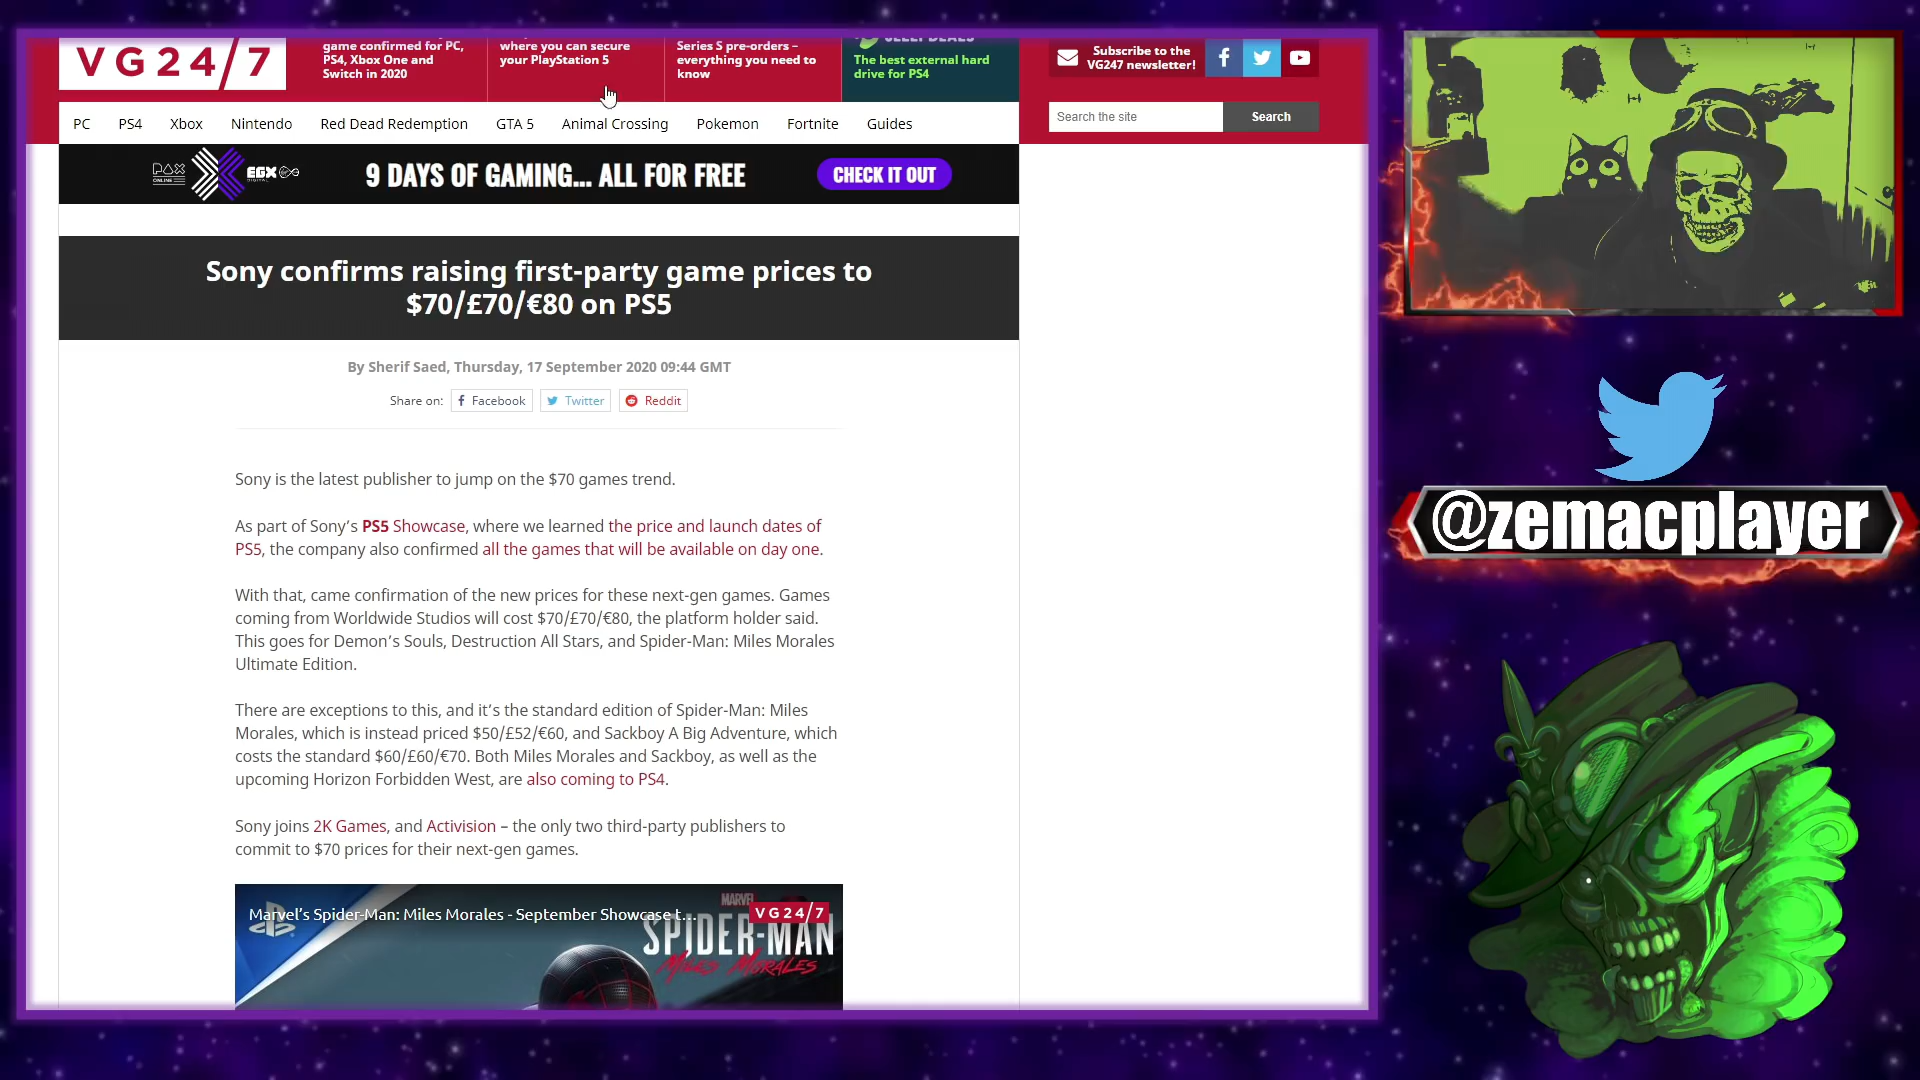 VG24/7
game confirmed for PC,
PS4, Xbox One and
Switch in 2020
where you can secure
your PlayStation 5
Series S pre-orders –
everything you need to
know
JELLY DEALS
The best external hard
drive for PS4
Subscribe to the
VG247 newsletter!
Search the site
Search
PC PS4 Xbox Nintendo Red Dead Redemption GTA 5 Animal Crossing Pokemon Fortnite Guides
PAX
ONLINE
EGX
DIGITAL
9 DAYS OF GAMING... ALL FOR FREE
CHECK IT OUT
Sony confirms raising first-party game prices to
$70/£70/€80 on PS5
By Sherif Saed, Thursday, 17 September 2020 09:44 GMT
Share on: Facebook Twitter Reddit
Sony is the latest publisher to jump on the $70 games trend.
As part of Sony's PS5 Showcase, where we learned the price and launch dates of
PS5, the company also confirmed all the games that will be available on day one.
With that, came confirmation of the new prices for these next-gen games. Games
coming from Worldwide Studios will cost $70/£70/€80, the platform holder said.
This goes for Demon's Souls, Destruction All Stars, and Spider-Man: Miles Morales
Ultimate Edition.
There are exceptions to this, and it's the standard edition of Spider-Man: Miles
Morales, which is instead priced $50/£52/€60, and Sackboy A Big Adventure, which
costs the standard $60/£60/€70. Both Miles Morales and Sackboy, as well as the
upcoming Horizon Forbidden West, are also coming to PS4.
Sony joins 2K Games, and Activision – the only two third-party publishers to
commit to $70 prices for their next-gen games.
Marvel's Spider-Man: Miles Morales - September Showcase t...
MARVEL
VG24/7
SPIDER-MAN
MILES MORALES
@zemacplayer